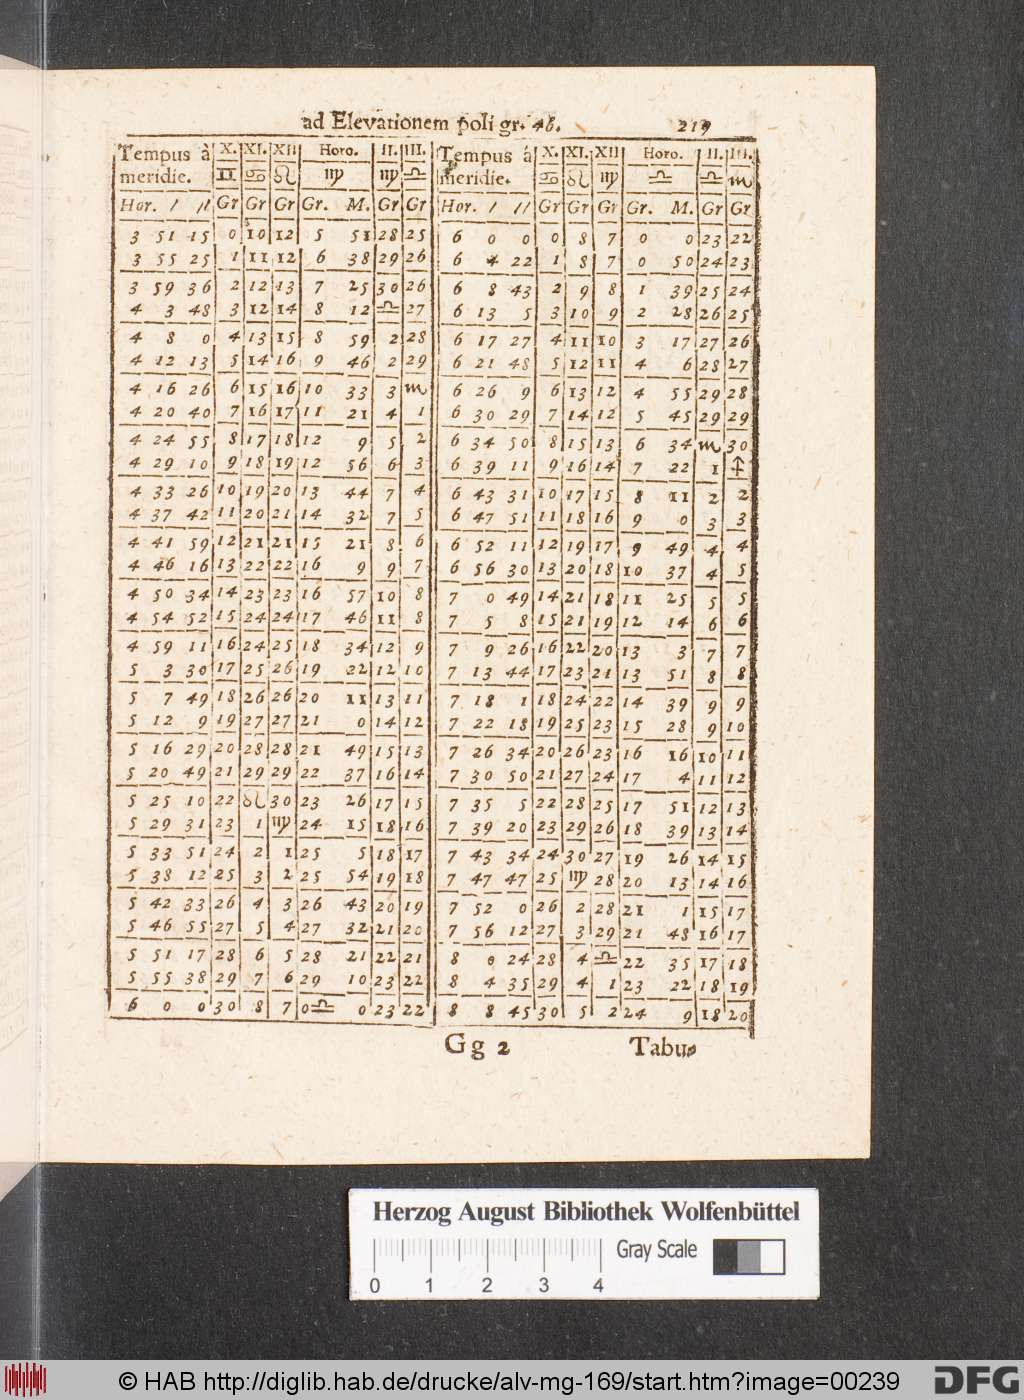 ad Elevationem poli gr. 48. 219
Tempus à X. XI. XII Horo. II. III. Tempus á X. XI. XII Horo. II. III.
meridie. ♊ ♋ ♌ ♍ ♍ ♎ meridie. ♋ ♌ ♍ ♎ ♎ ♏
Hor. / // Gr Gr Gr Gr. M. Gr Gr Hor. / // Gr Gr Gr Gr. M. Gr Gr
3 51 15 0 10 12 5 51 28 25 6 0 0 0 8 7 0 0 23 22
3 55 25 1 11 12 6 38 29 26 6 4 22 1 8 7 0 50 24 23
3 59 36 2 12 13 7 25 30 26 6 8 43 2 9 8 1 39 25 24
4 3 48 3 12 14 8 12 ♎ 27 6 13 5 3 10 9 2 28 26 25
4 8 0 4 13 15 8 59 2 28 6 17 27 4 11 10 3 17 27 26
4 12 13 5 14 16 9 46 2 29 6 21 48 5 12 11 4 6 28 27
4 16 26 6 15 16 10 33 3 ♏ 6 26 9 6 13 12 4 55 29 28
4 20 40 7 16 17 11 21 4 1 6 30 29 7 14 12 5 45 29 29
4 24 55 8 17 18 12 9 5 2 6 34 50 8 15 13 6 34 ♏ 30
4 29 10 9 18 19 12 56 6 3 6 39 11 9 16 14 7 22 1 ♐
4 33 26 10 19 20 13 44 7 4 6 43 31 10 17 15 8 11 2 2
4 37 42 11 20 21 14 32 7 5 6 47 51 11 18 16 9 0 3 3
4 41 59 12 21 21 15 21 8 6 6 52 11 12 19 17 9 49 4 4
4 46 16 13 22 22 16 9 9 7 6 56 30 13 20 18 10 37 4 5
4 50 34 14 23 23 16 57 10 8 7 0 49 14 21 18 11 25 5 5
4 54 52 15 24 24 17 46 11 8 7 5 8 15 21 19 12 14 6 6
4 59 11 16 24 25 18 34 12 9 7 9 26 16 22 20 13 3 7 7
5 3 30 17 25 26 19 22 12 10 7 13 44 17 23 21 13 51 8 8
5 7 49 18 26 26 20 11 13 11 7 18 1 18 24 22 14 39 9 9
5 12 9 19 27 27 21 0 14 12 7 22 18 19 25 23 15 28 9 10
5 16 29 20 28 28 21 49 15 13 7 26 34 20 26 23 16 16 10 11
5 20 49 21 29 29 22 37 16 14 7 30 50 21 27 24 17 4 11 12
5 25 10 22 ♌ 30 23 26 17 15 7 35 5 22 28 25 17 51 12 13
5 29 31 23 1 ♍ 24 15 18 16 7 39 20 23 29 26 18 39 13 14
5 33 51 24 2 1 25 5 18 17 7 43 34 24 30 27 19 26 14 15
5 38 12 25 3 2 25 54 19 18 7 47 47 25 ♍ 28 20 13 14 16
5 42 33 26 4 3 26 43 20 19 7 52 0 26 2 28 21 1 15 17
5 46 55 27 5 4 27 32 21 20 7 56 12 27 3 29 21 48 16 17
5 51 17 28 6 5 28 21 22 21 8 0 24 28 4 ♎ 22 35 17 18
5 55 38 29 7 6 29 10 23 22 8 4 35 29 4 1 23 22 18 19
6 0 0 30 8 7 0 ♎ 0 23 22 8 8 45 30 5 2 24 9 18 20
Gg 2 Tabu-
Herzog August Bibliothek Wolfenbüttel
Gray Scale
0 1 2 3 4
© HAB http://diglib.hab.de/drucke/alv-mg-169/start.htm?image=00239 DFG